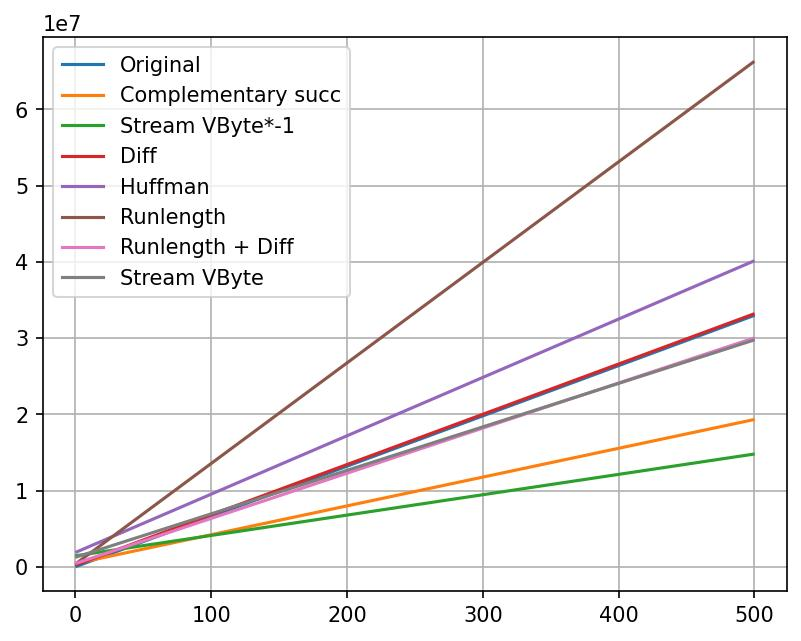 1e7
Original
Complementary succ
Stream VByte*-1
Diff
Huffman
Runlength
Runlength + Diff
Stream VByte
6
5
4
3
2
1
0
0 100 200 300 400 500